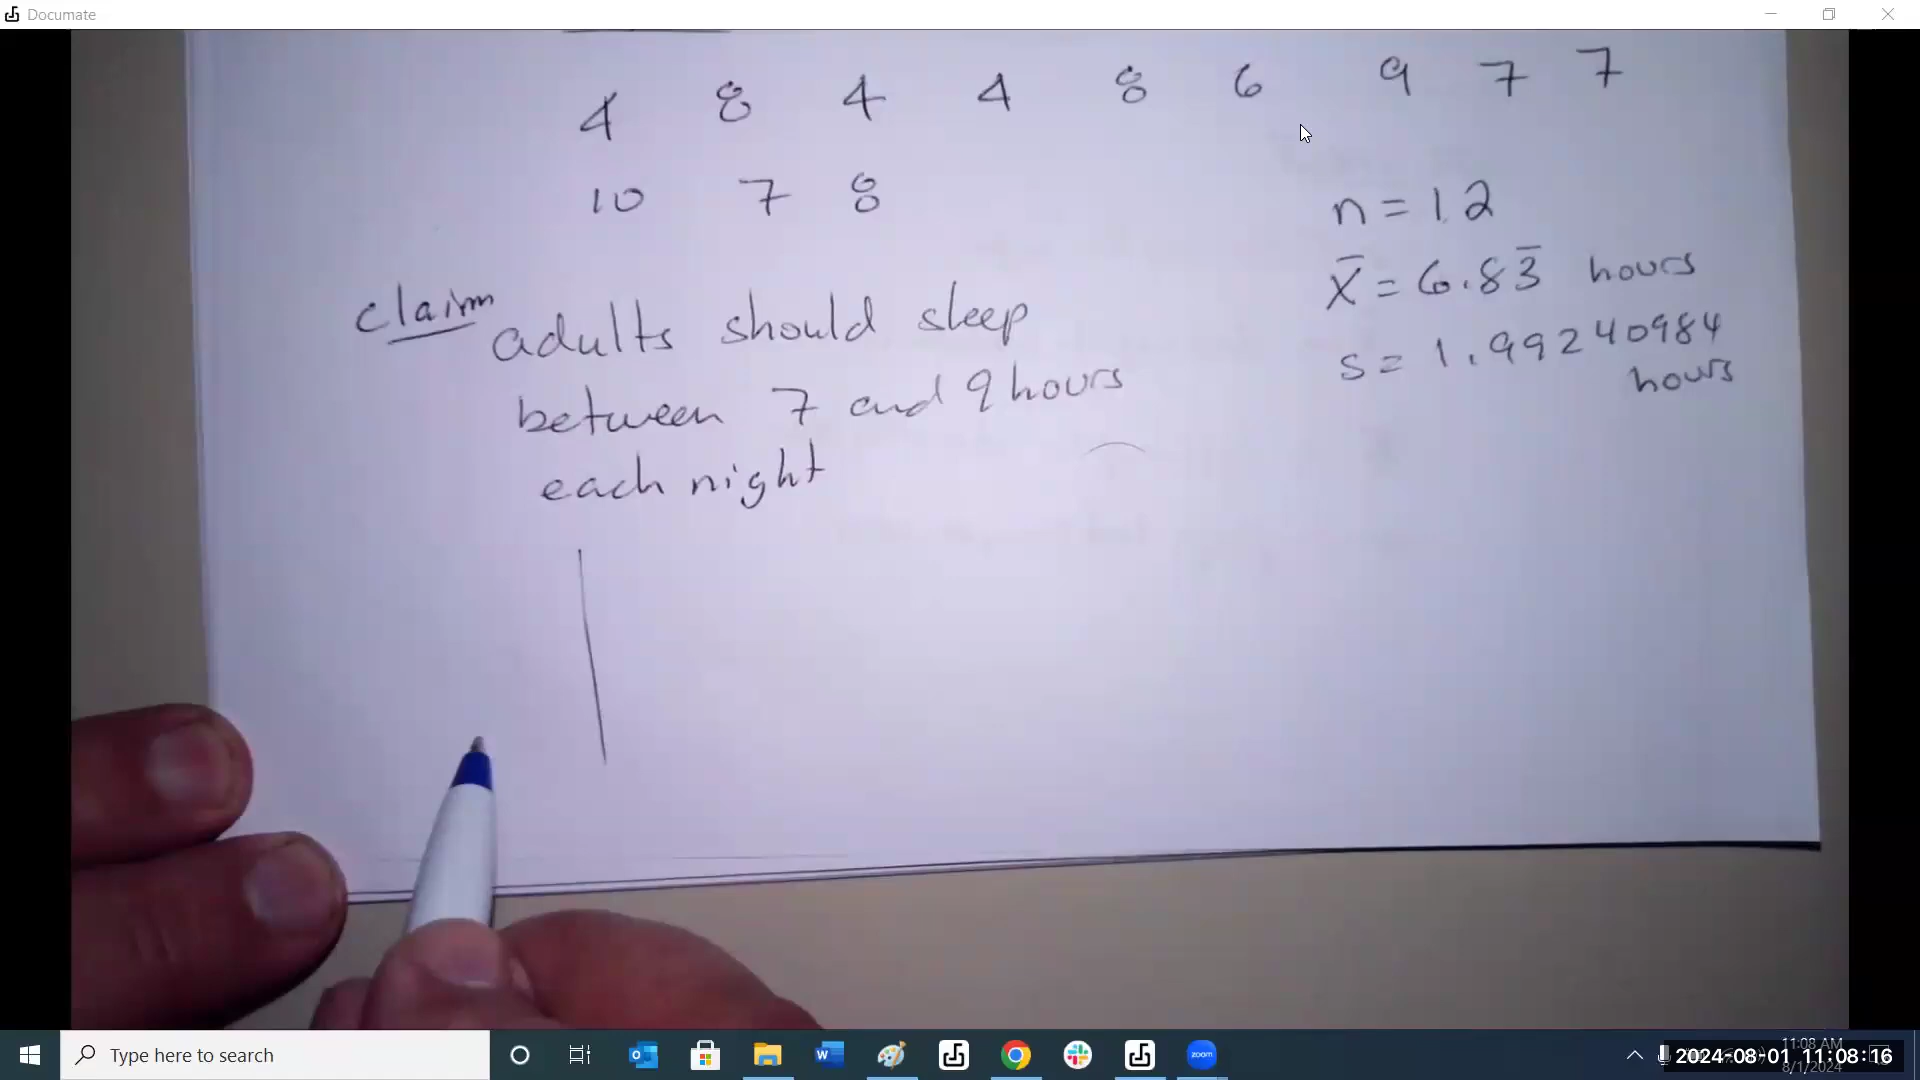 Documate
4 8 4 4 8 6 9 7 7
10 7 8
n = 12
x̄ = 6.83̅ hours
s = 1.99240984
hours
claim
adults should sleep
between 7 and 9 hours
each night
Type here to search
zoom
11:08 AM
2024-08-01 11:08:16
8/1/2024